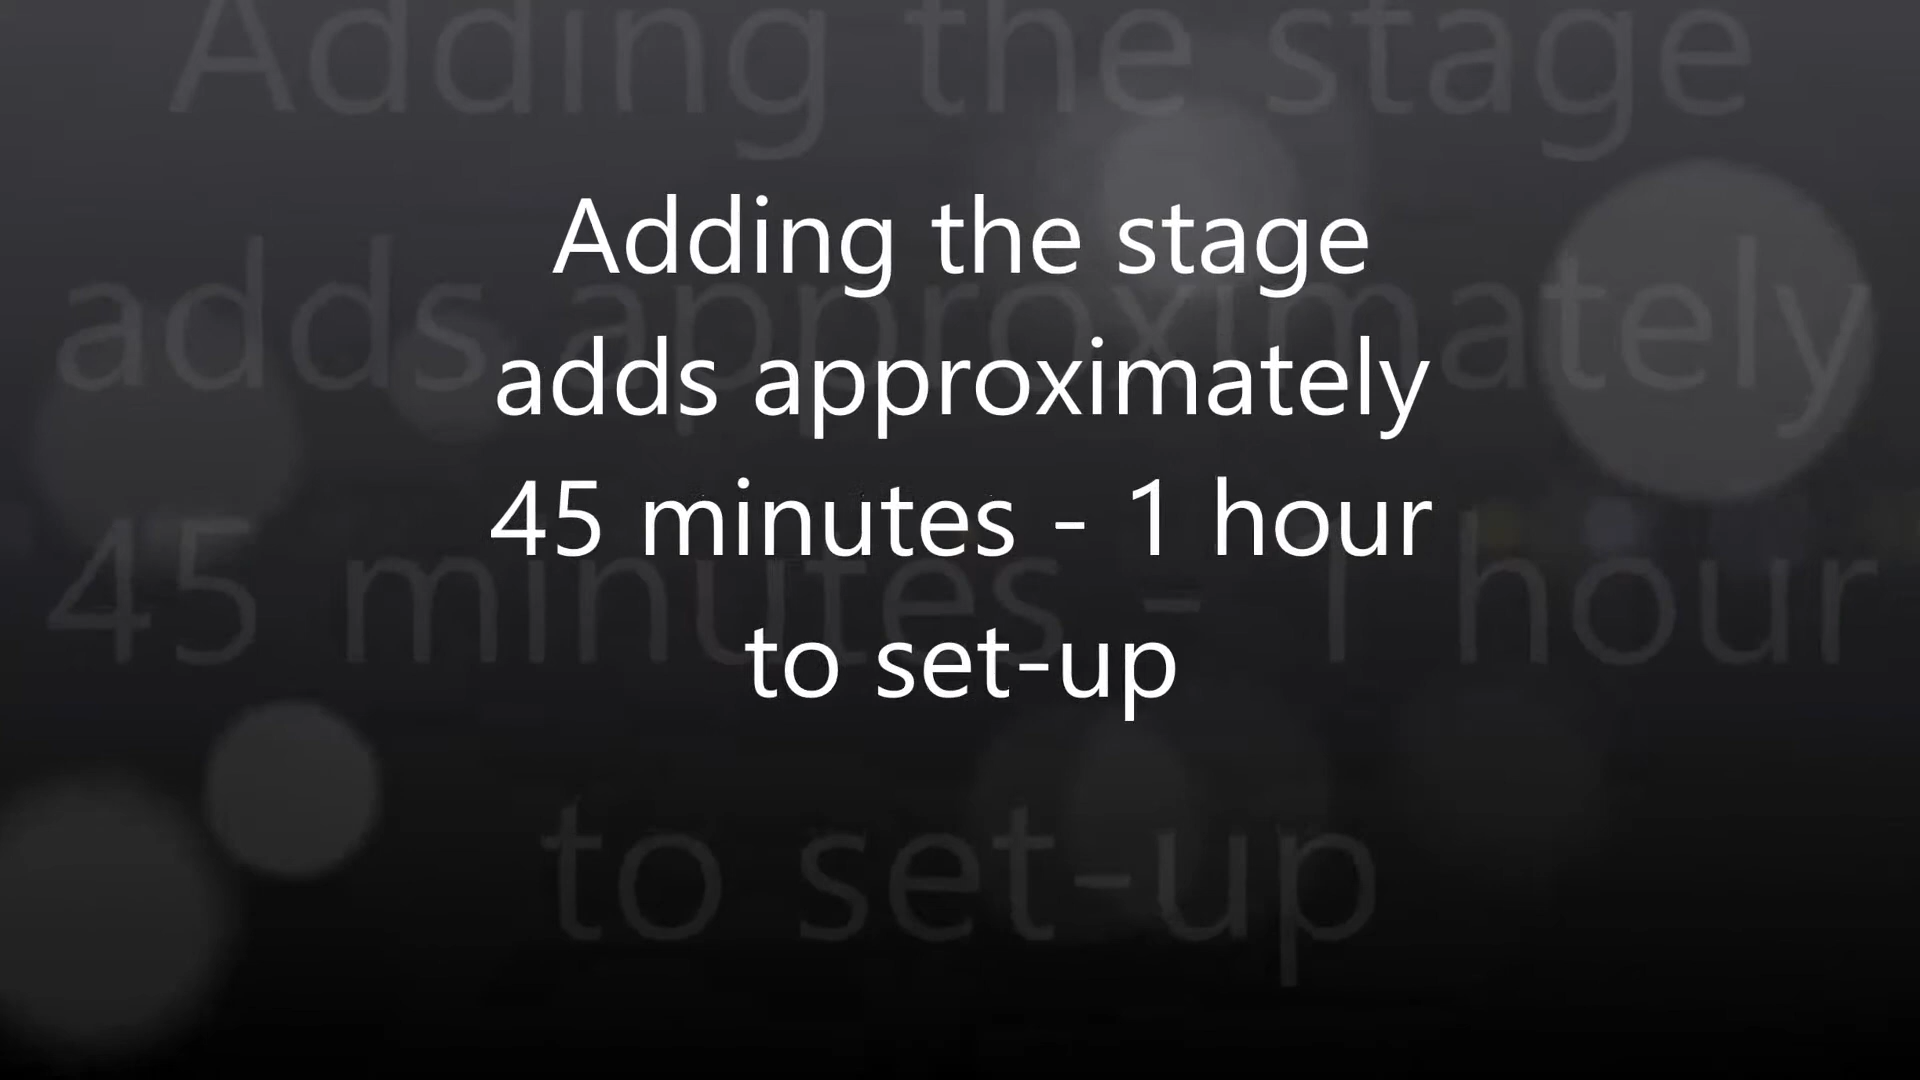 Adding the stage
adds approximately
45 minutes - 1 hour
to set-up